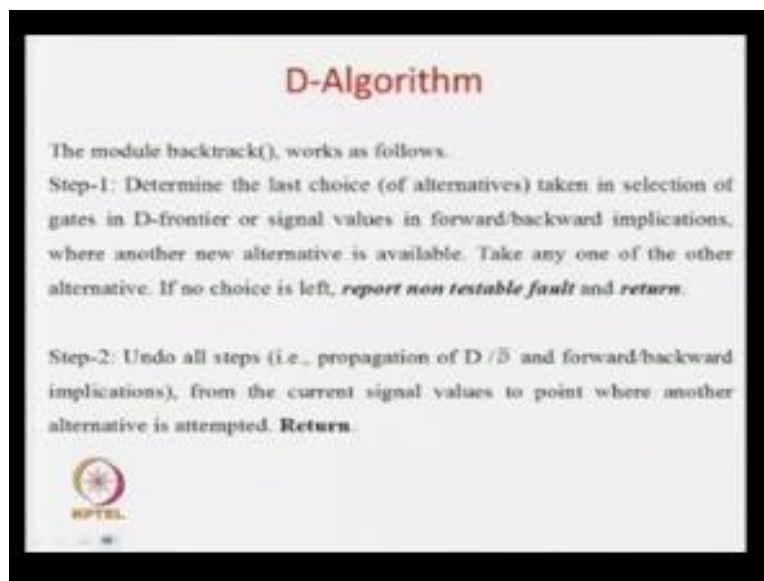 D-Algorithm
The module backtrack(), works as follows.
Step-1: Determine the last choice (of alternatives) taken in selection of
gates in D-frontier or signal values in forward/backward implications,
where another new alternative is available. Take any one of the other
alternative. If no choice is left, report non testable fault and return.
Step-2: Undo all steps (i.e., propagation of D / D̅ and forward/backward
implications), from the current signal values to point where another
alternative is attempted. Return.
NPTEL